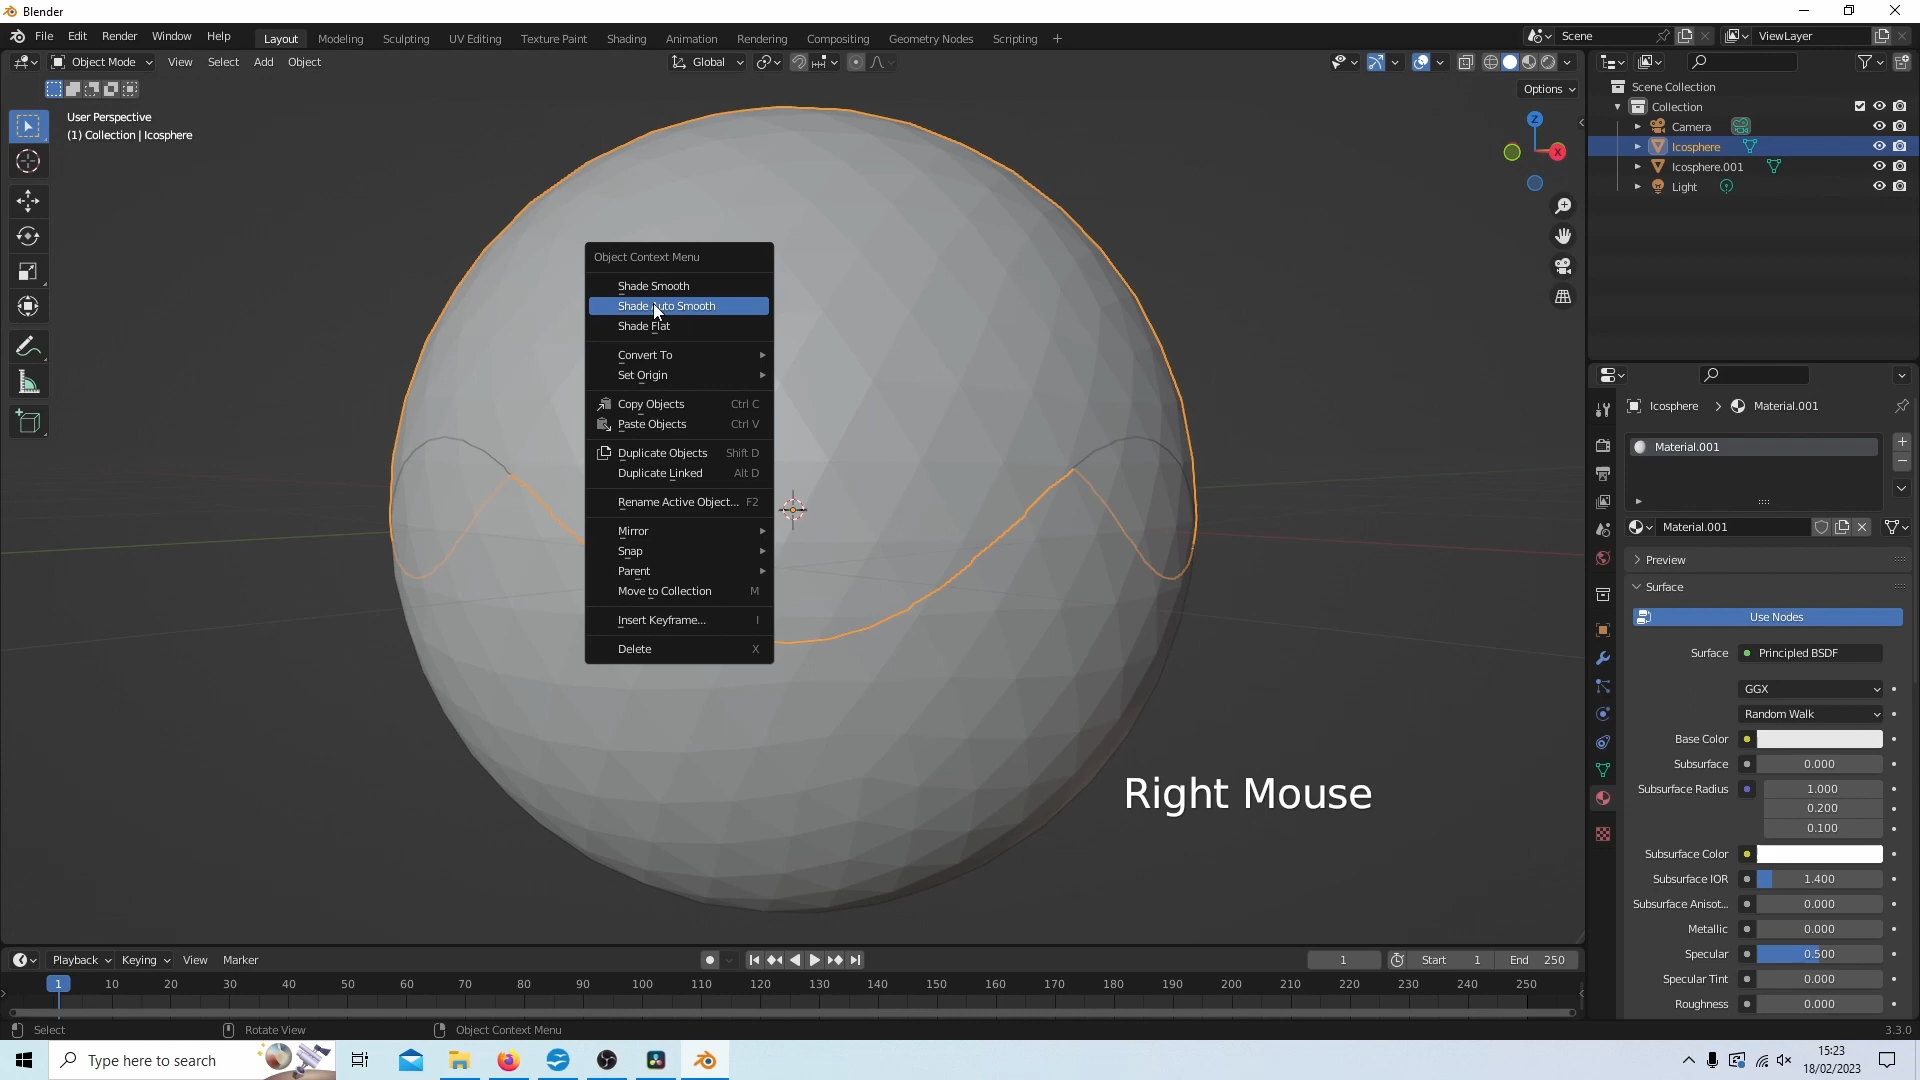 Blender
File Edit Render Window Help Layout Modeling Sculpting UV Editing Texture Paint Shading Animation Rendering Compositing Geometry Nodes Scripting + Scene ViewLayer
Object Mode View Select Add Object Global
Options
User Perspective
(1) Collection | Icosphere
Z
X
Scene Collection
Collection
Camera
Icosphere
Icosphere.001
Light
Object Context Menu
Shade Smooth
Shade Auto Smooth
Shade Flat
Convert To
Set Origin
Copy Objects Ctrl C
Paste Objects Ctrl V
Duplicate Objects Shift D
Duplicate Linked Alt D
Rename Active Object... F2
Mirror
Snap
Parent
Move to Collection M
Insert Keyframe... I
Delete X
Right Mouse
Icosphere > Material.001
Material.001
Material.001
Preview
Surface
Use Nodes
Surface Principled BSDF
GGX
Random Walk
Base Color
Subsurface 0.000
Subsurface Radius 1.000
0.200
0.100
Subsurface Color
Subsurface IOR 1.400
Subsurface Anisot... 0.000
Metallic 0.000
Specular 0.500
Specular Tint 0.000
Roughness 0.000
Playback Keying View Marker 1 Start 1 End 250
1 10 20 30 40 50 60 70 80 90 100 110 120 130 140 150 160 170 180 190 200 210 220 230 240 250
Select Rotate View Object Context Menu 3.3.0
Type here to search
15:23
18/02/2023